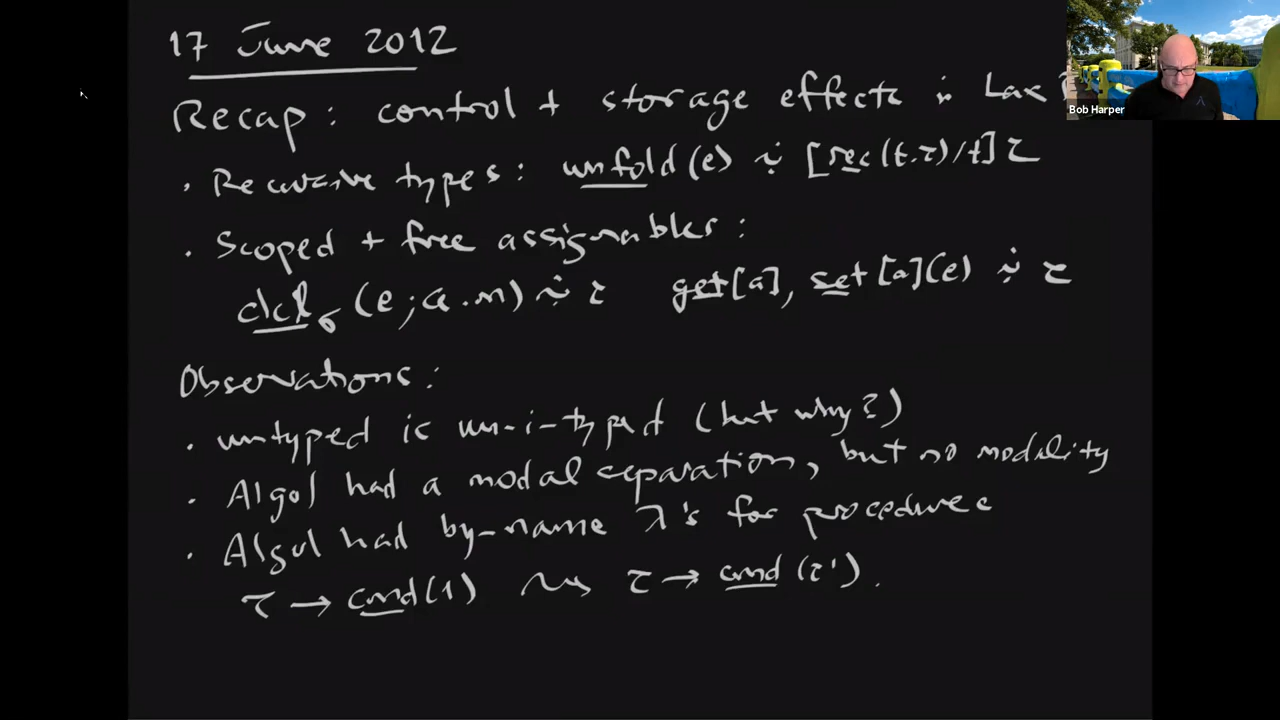 17 June 2012
Recap: control + storage effects in Lax
Bob Harper
• Recursive types: unfold(e) ∻ [rec(t.τ)/t]τ
• Scoped + free assignables:
dclσ(e; a.m) ∻ τ get[a], set[a](e) ∻ τ
Observations:
• untyped is un-i-typed (but why?)
• Algol had a modal separation, but no modality
• Algol had by-name λ's for procedures
τ → cmd(1) ⇝ τ → cmd(τ').